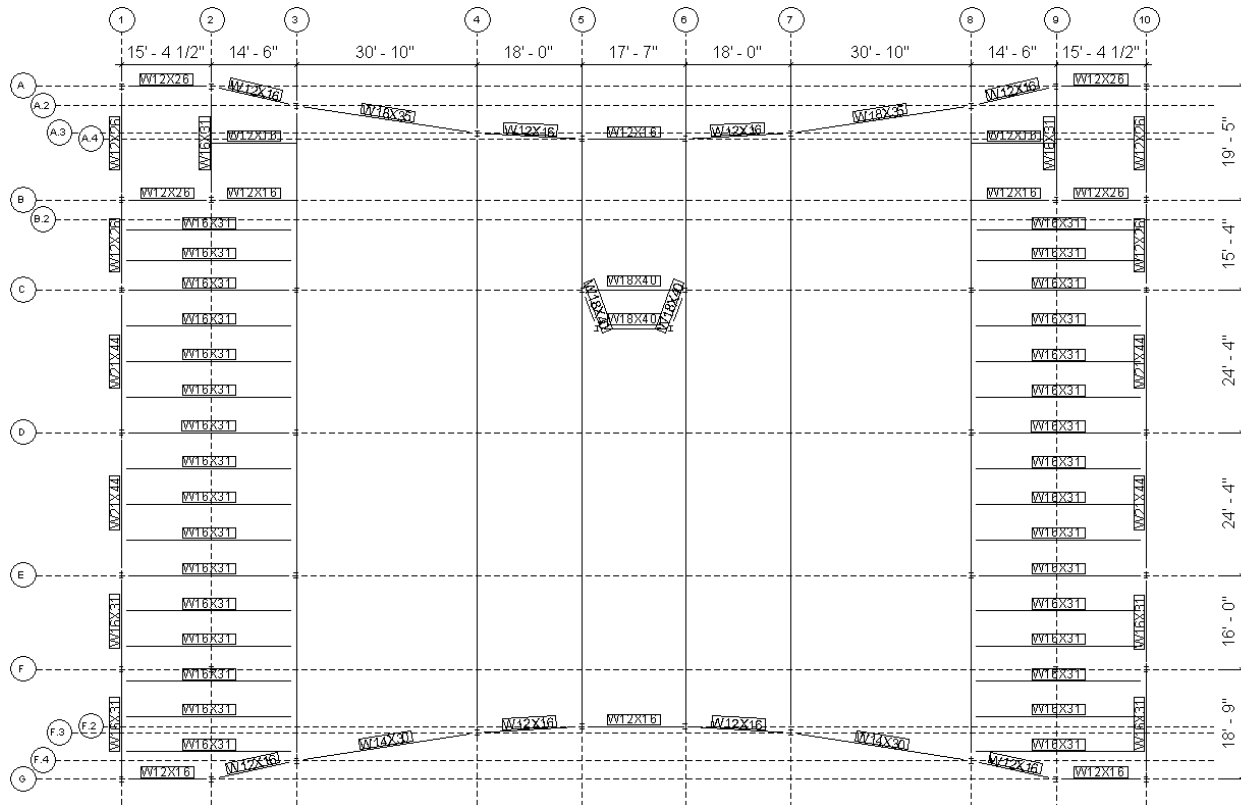 1 2 3 4 5 6 7 8 9 10
15' - 4 1/2" 14' - 6" 30' - 10" 18' - 0" 17' - 7" 18' - 0" 30' - 10" 14' - 6" 15' - 4 1/2"
A W12X26 W12X16 W12X16 W12X26
A.2 W18X35 W18X35
A.3 A.4 W12X26 W16X31 W12X16 W12X16 W12X16 W12X16 W12X16 W16X31 W12X26 19' - 5"
B W12X26 W12X16 W12X16 W12X26
B.2 W12X26 W16X31 W16X31 W12X26 15' - 4"
W16X31 W16X31
C W16X31 W18X40 W16X31
W18X40 W18X40 W18X40
W16X31 W16X31
W21X44 W21X44 24' - 4"
W16X31 W16X31
D W16X31 W16X31
W16X31 W16X31
W21X44 W16X31 W16X31 W21X44 24' - 4"
W16X31 W16X31
E W16X31 W16X31
W16X31 W16X31 W16X31 W16X31 16' - 0"
W16X31 W16X31
F W16X31 W16X31
W16X31 W16X31 W16X31 W16X31 18' - 9"
F.2 W12X16 W12X16 W12X16
F.3 W16X31 W14X30 W14X30 W16X31
F.4 W12X16 W12X16
G W12X16 W12X16